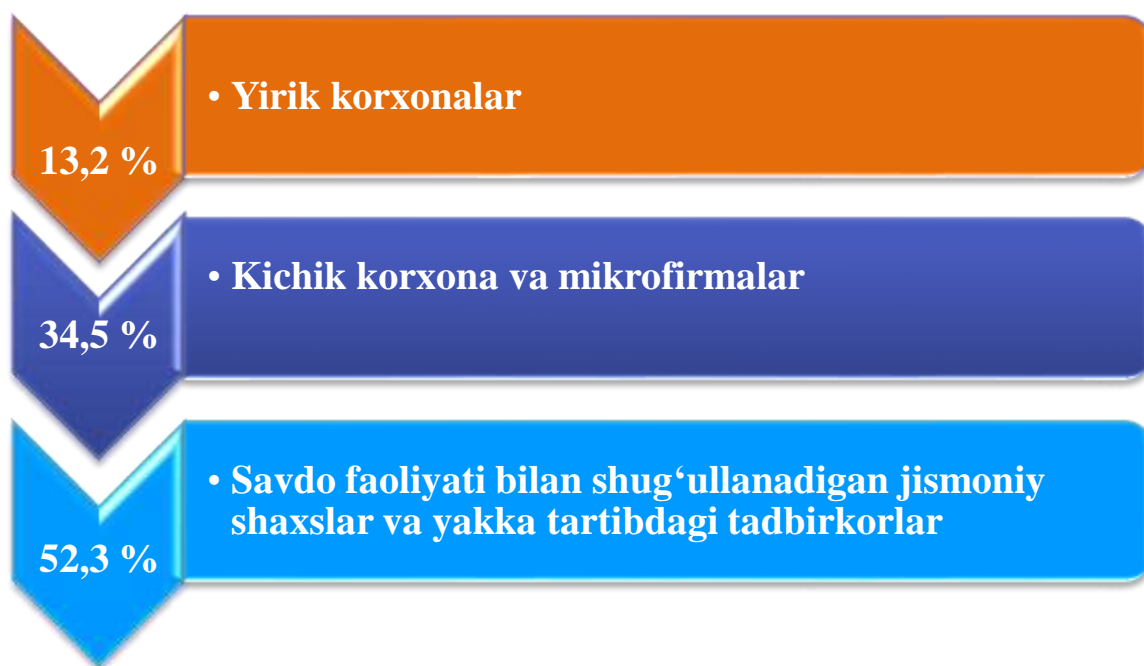 • Yirik korxonalar
13,2 %
• Kichik korxona va mikrofirmalar
34,5 %
• Savdo faoliyati bilan shug‘ullanadigan jismoniy
shaxslar va yakka tartibdagi tadbirkorlar
52,3 %